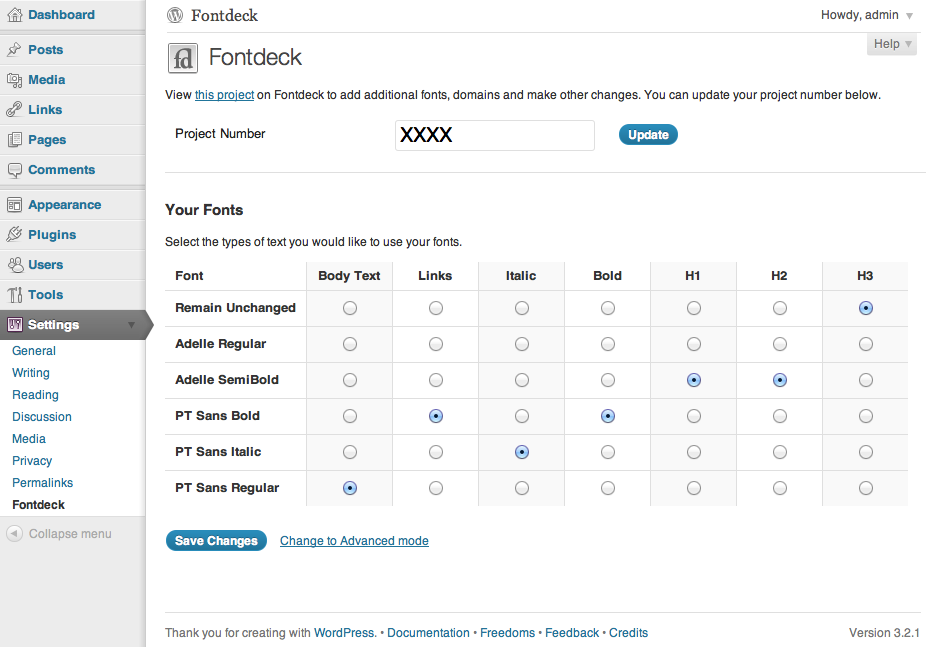 Dashboard
Posts
Media
Links
Pages
Comments
Appearance
Plugins
Users
Tools
Settings
General
Writing
Reading
Discussion
Media
Privacy
Permalinks
Fontdeck
Collapse menu
Fontdeck
Howdy, admin
Help
fd Fontdeck
View this project on Fontdeck to add additional fonts, domains and make other changes. You can update your project number below.
Project Number XXXX Update
Your Fonts
Select the types of text you would like to use your fonts.
Font Body Text Links Italic Bold H1 H2 H3
Remain Unchanged
Adelle Regular
Adelle SemiBold
PT Sans Bold
PT Sans Italic
PT Sans Regular
Save Changes Change to Advanced mode
Thank you for creating with WordPress. • Documentation • Freedoms • Feedback • Credits Version 3.2.1